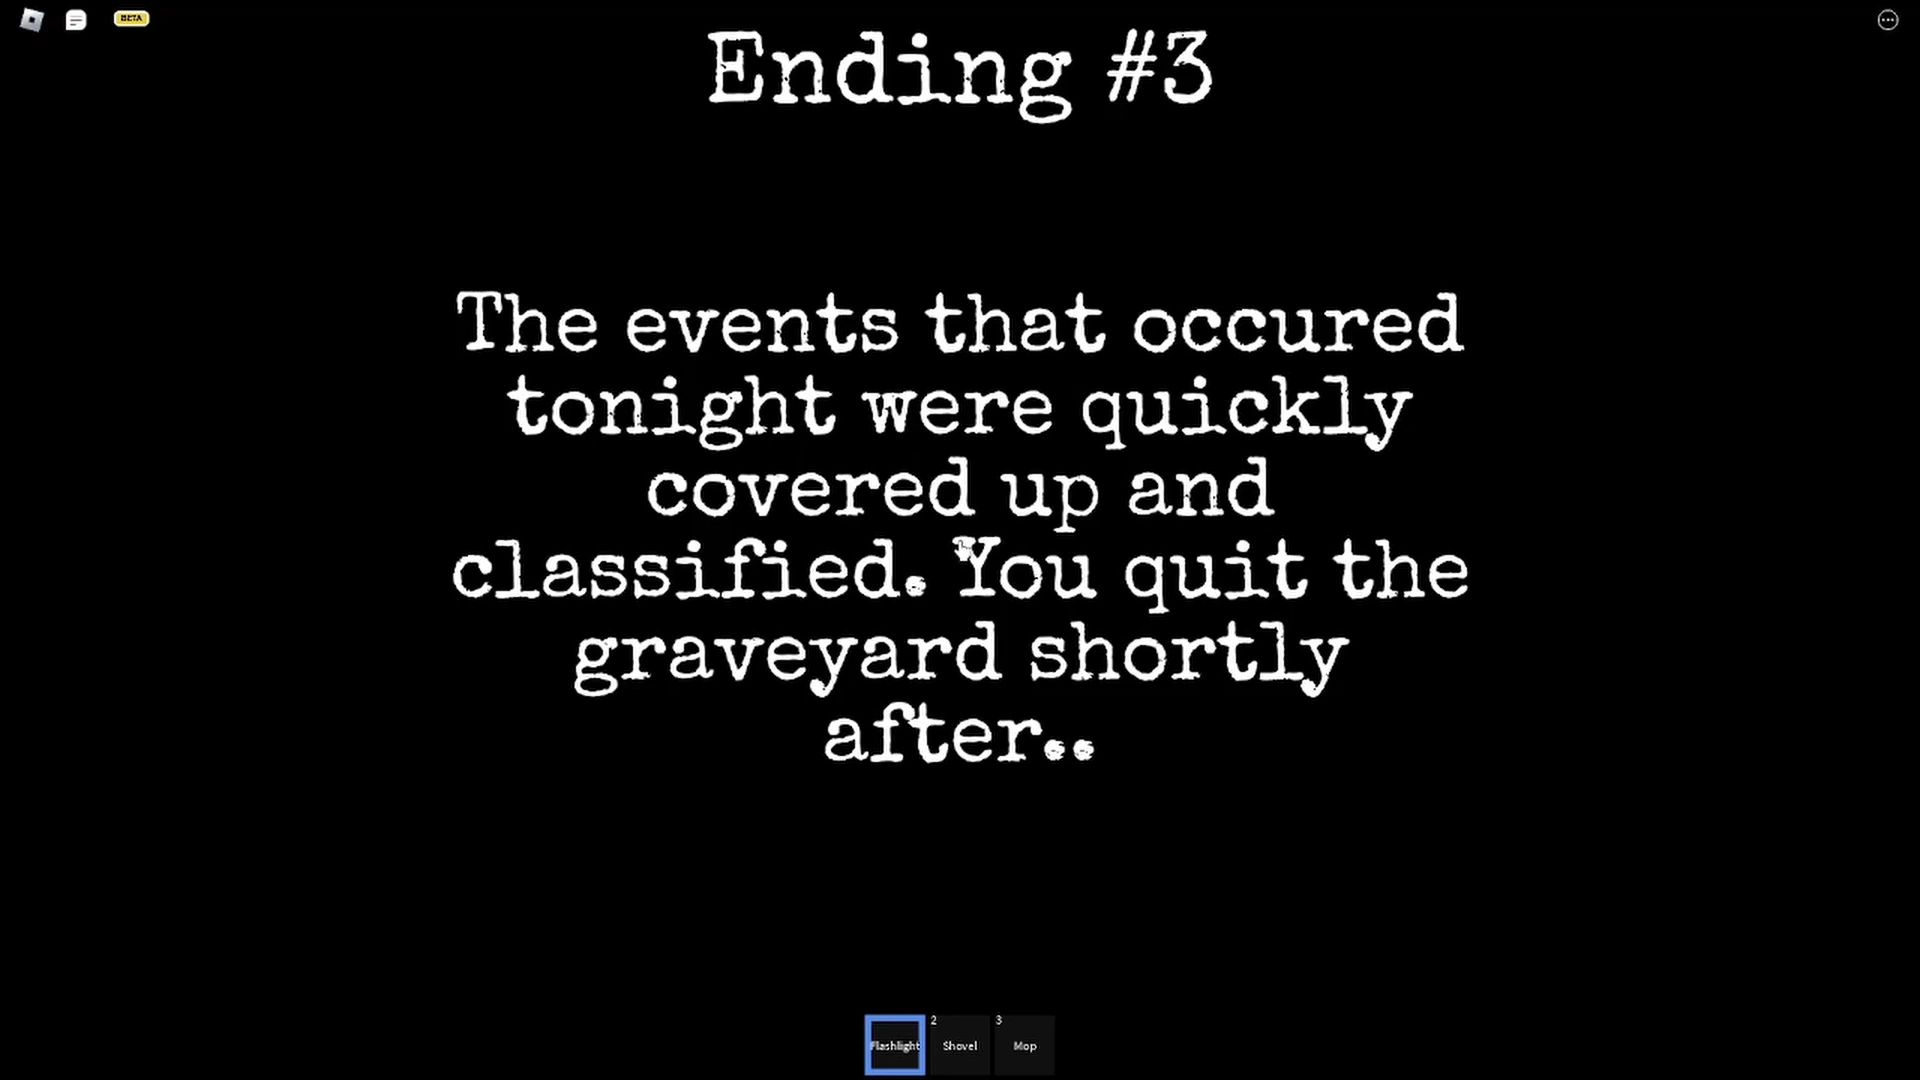 BETA
Ending #3
The events that occured
tonight were quickly
covered up and
classified. You quit the
graveyard shortly
after..
Flashlight
2
Shovel
3
Mop